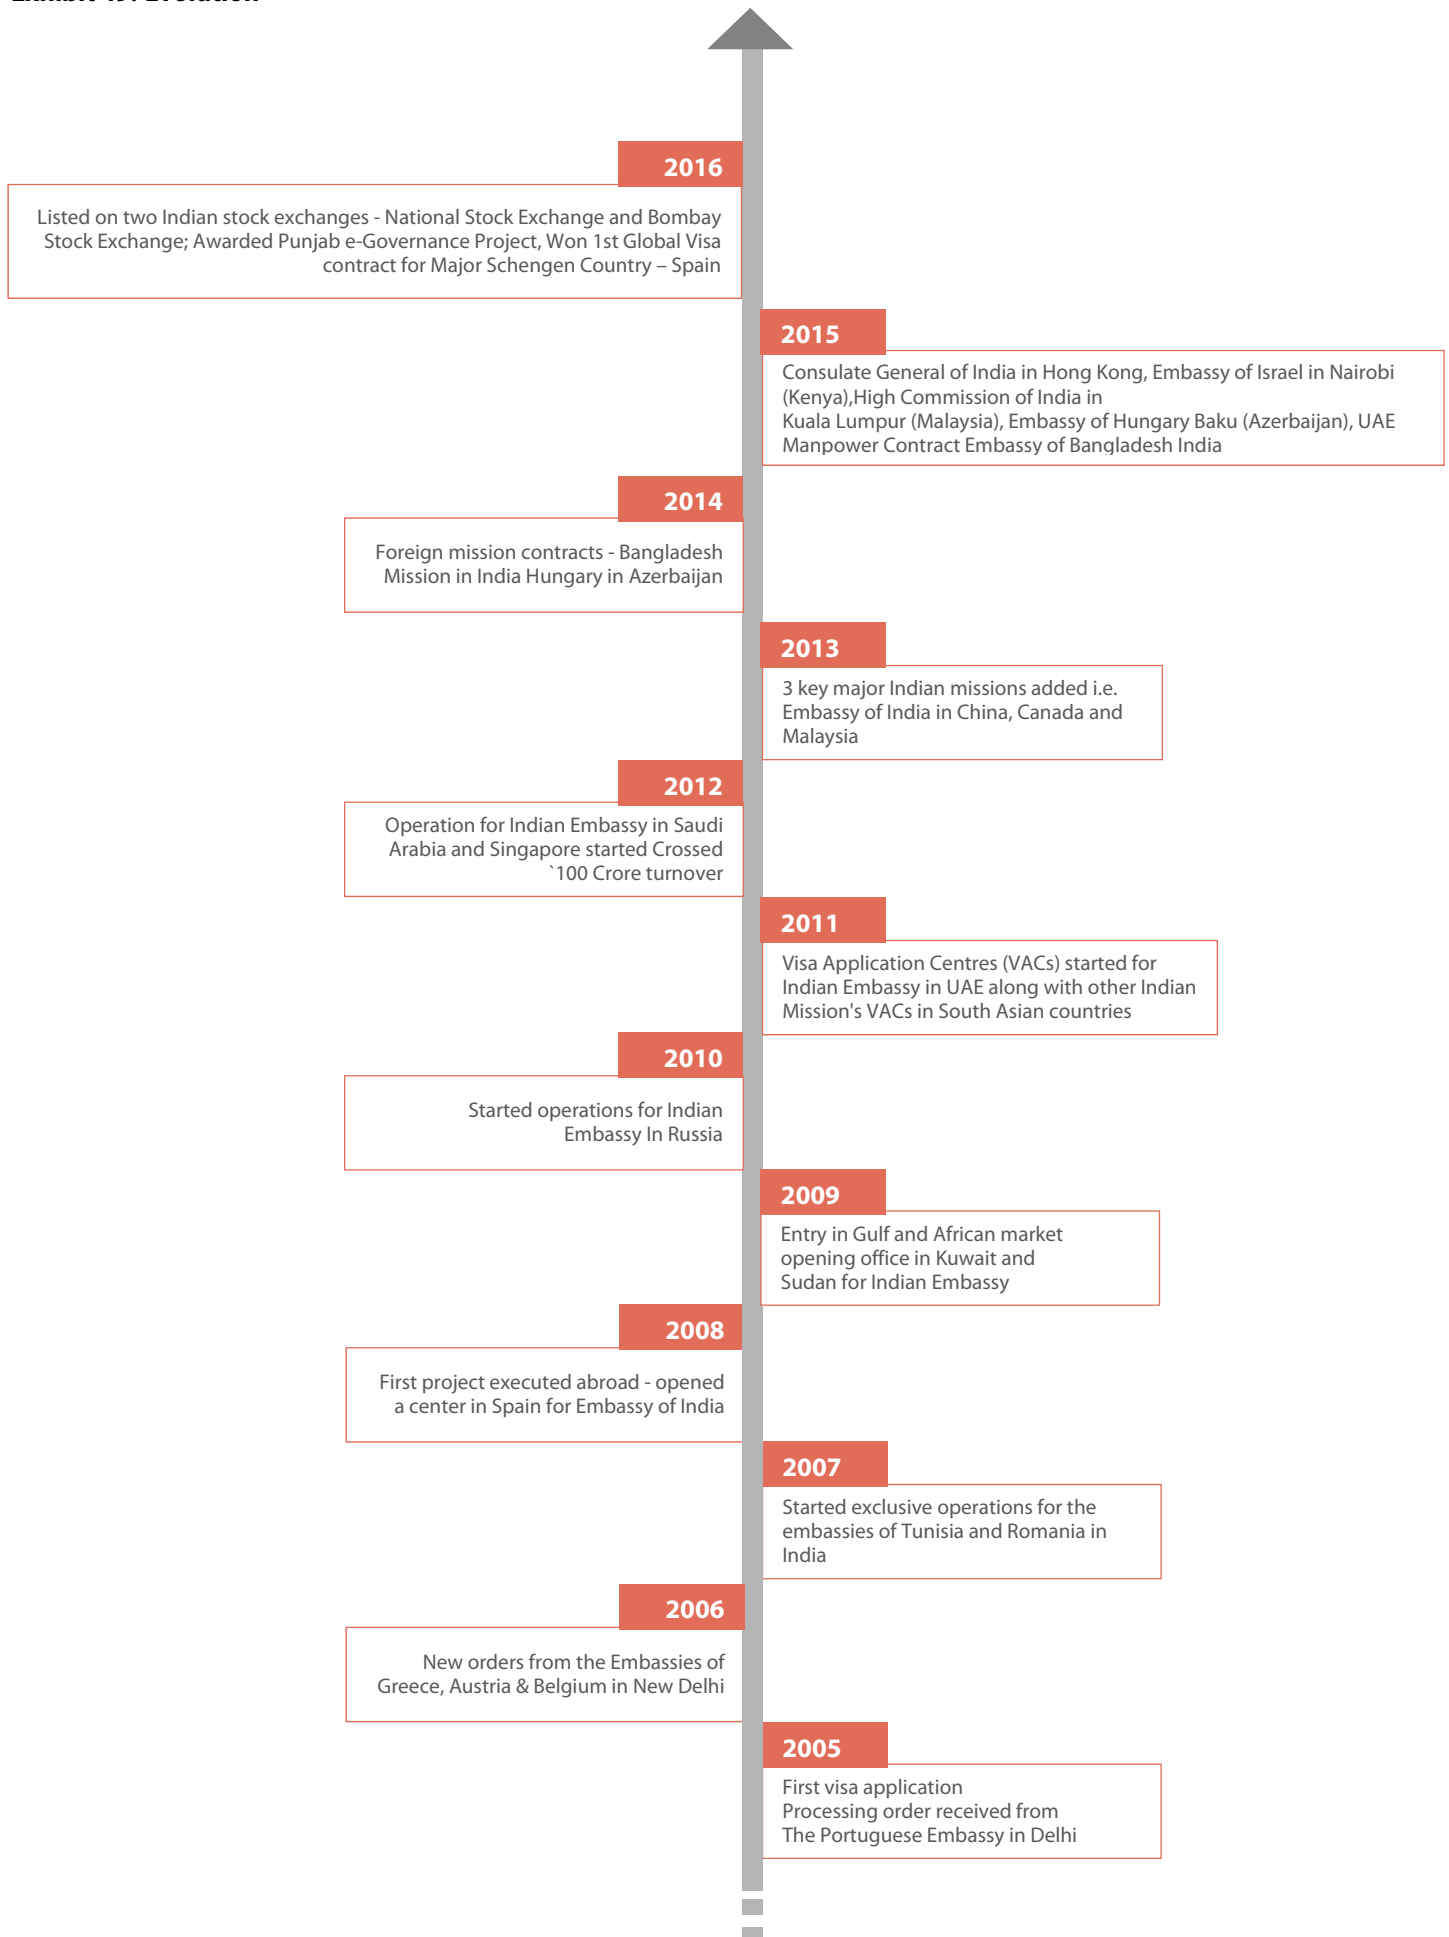 2016
Listed on two Indian stock exchanges - National Stock Exchange and Bombay
Stock Exchange; Awarded Punjab e-Governance Project, Won 1st Global Visa
contract for Major Schengen Country – Spain
2015
Consulate General of India in Hong Kong, Embassy of Israel in Nairobi
(Kenya),High Commission of India in
Kuala Lumpur (Malaysia), Embassy of Hungary Baku (Azerbaijan), UAE
Manpower Contract Embassy of Bangladesh India
2014
Foreign mission contracts - Bangladesh
Mission in India Hungary in Azerbaijan
2013
3 key major Indian missions added i.e.
Embassy of India in China, Canada and
Malaysia
2012
Operation for Indian Embassy in Saudi
Arabia and Singapore started Crossed
`100 Crore turnover
2011
Visa Application Centres (VACs) started for
Indian Embassy in UAE along with other Indian
Mission's VACs in South Asian countries
2010
Started operations for Indian
Embassy In Russia
2009
Entry in Gulf and African market
opening office in Kuwait and
Sudan for Indian Embassy
2008
First project executed abroad - opened
a center in Spain for Embassy of India
2007
Started exclusive operations for the
embassies of Tunisia and Romania in
India
2006
New orders from the Embassies of
Greece, Austria & Belgium in New Delhi
2005
First visa application
Processing order received from
The Portuguese Embassy in Delhi